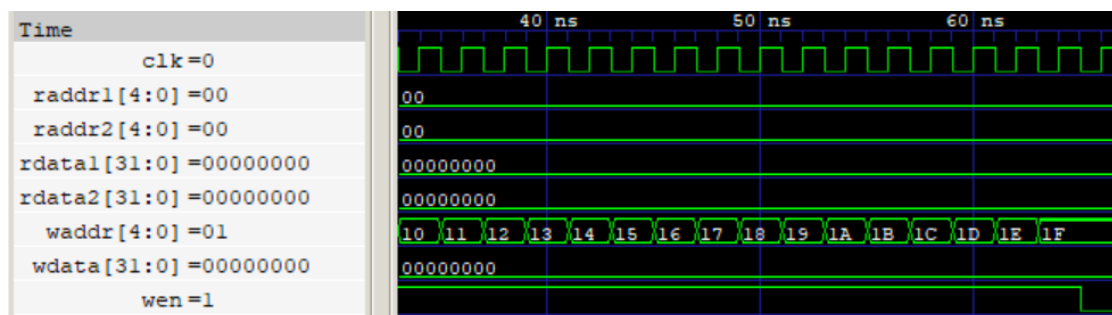 Time 40 ns 50 ns 60 ns
clk=0
raddr1[4:0]=00 00
raddr2[4:0]=00 00
rdata1[31:0]=00000000 00000000
rdata2[31:0]=00000000 00000000
waddr[4:0]=01 10 11 12 13 14 15 16 17 18 19 1A 1B 1C 1D 1E 1F
wdata[31:0]=00000000 00000000
wen=1